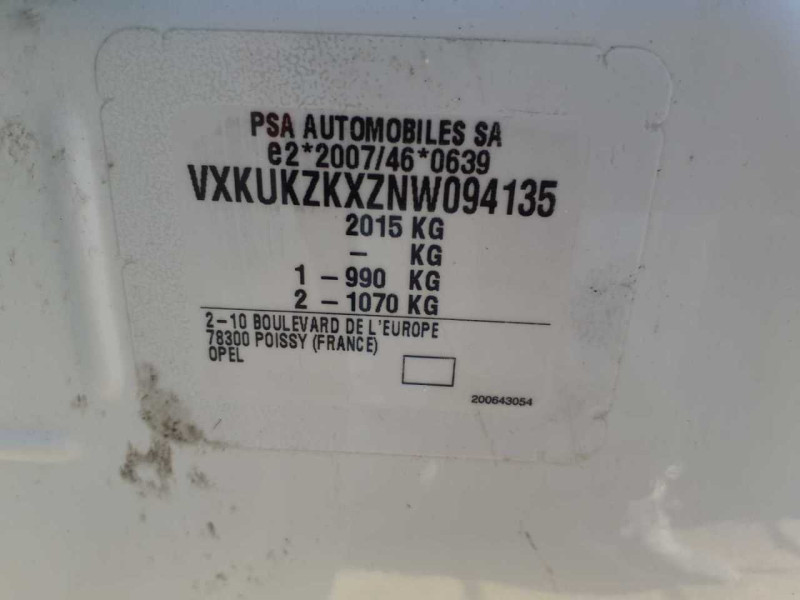 PSA AUTOMOBILES SA
e2*2007/46*0639
VXKUKZKXZNW094135
2015 KG
- KG
1 - 990 KG
2 - 1070 KG
2-10 BOULEVARD DE L'EUROPE
78300 POISSY (FRANCE)
OPEL
200643054